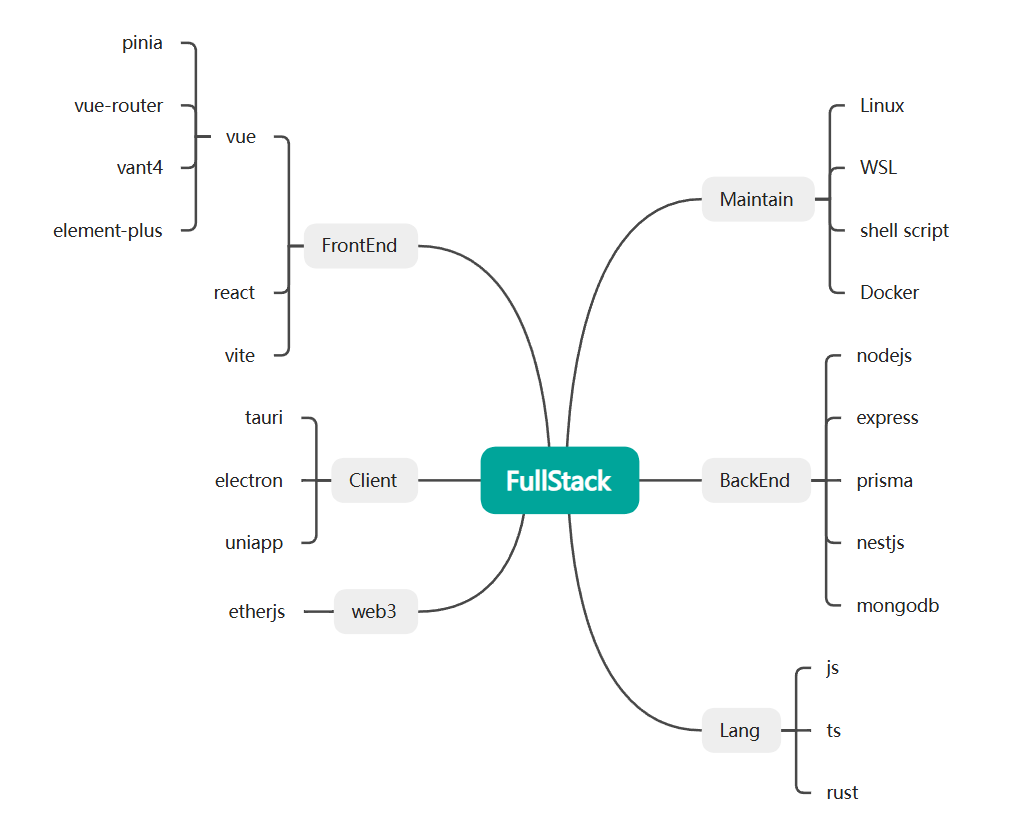 FullStack
Maintain
Linux
WSL
shell script
Docker
BackEnd
nodejs
express
prisma
nestjs
mongodb
Lang
js
ts
rust
FrontEnd
vue
pinia
vue-router
vant4
element-plus
react
vite
Client
tauri
electron
uniapp
web3
etherjs